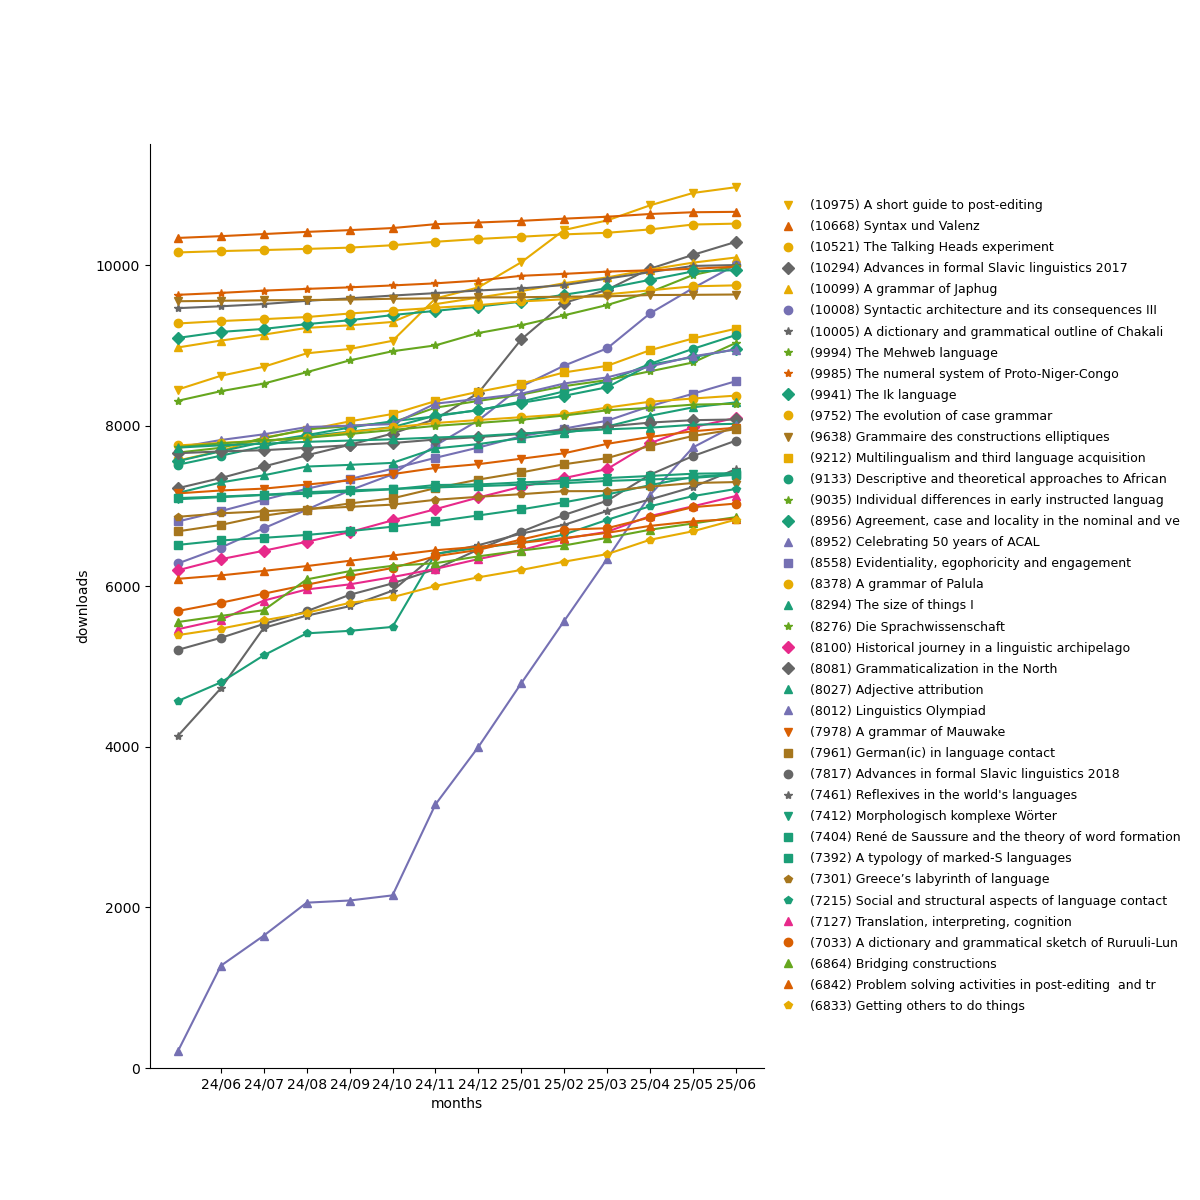 10000
8000
6000
4000
2000
0
downloads
24/06 24/07 24/08 24/09 24/10 24/11 24/12 25/01 25/02 25/03 25/04 25/05 25/06
months
(10975) A short guide to post-editing
(10668) Syntax und Valenz
(10521) The Talking Heads experiment
(10294) Advances in formal Slavic linguistics 2017
(10099) A grammar of Japhug
(10008) Syntactic architecture and its consequences III
(10005) A dictionary and grammatical outline of Chakali
(9994) The Mehweb language
(9985) The numeral system of Proto-Niger-Congo
(9941) The Ik language
(9752) The evolution of case grammar
(9638) Grammaire des constructions elliptiques
(9212) Multilingualism and third language acquisition
(9133) Descriptive and theoretical approaches to African
(9035) Individual differences in early instructed languag
(8956) Agreement, case and locality in the nominal and ve
(8952) Celebrating 50 years of ACAL
(8558) Evidentiality, egophoricity and engagement
(8378) A grammar of Palula
(8294) The size of things I
(8276) Die Sprachwissenschaft
(8100) Historical journey in a linguistic archipelago
(8081) Grammaticalization in the North
(8027) Adjective attribution
(8012) Linguistics Olympiad
(7978) A grammar of Mauwake
(7961) German(ic) in language contact
(7817) Advances in formal Slavic linguistics 2018
(7461) Reflexives in the world's languages
(7412) Morphologisch komplexe Wörter
(7404) René de Saussure and the theory of word formation
(7392) A typology of marked-S languages
(7301) Greece’s labyrinth of language
(7215) Social and structural aspects of language contact
(7127) Translation, interpreting, cognition
(7033) A dictionary and grammatical sketch of Ruruuli-Lun
(6864) Bridging constructions
(6842) Problem solving activities in post-editing  and tr
(6833) Getting others to do things